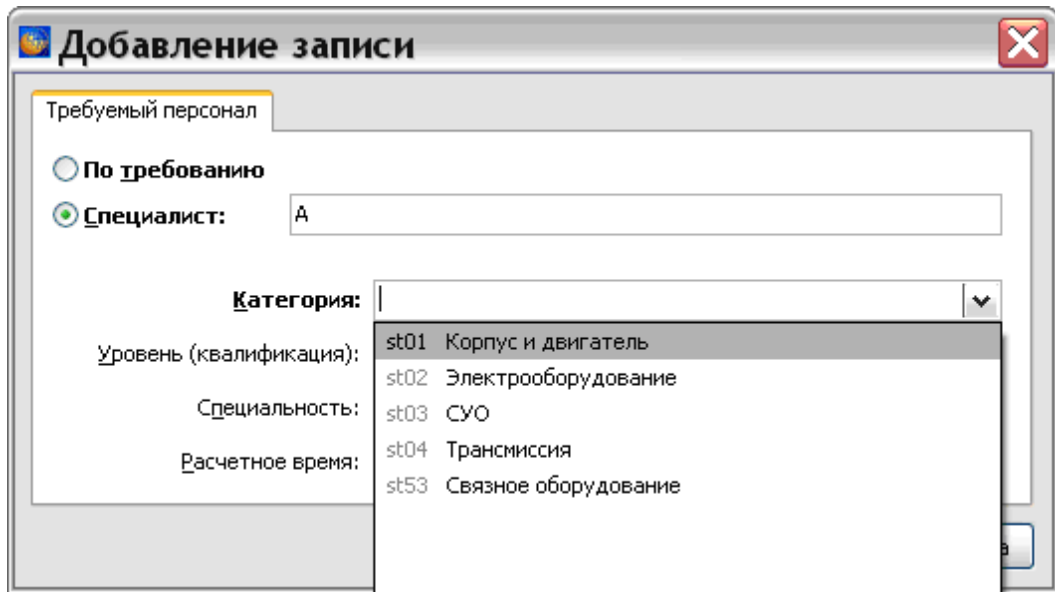 Добавление записи
Требуемый персонал
По требованию
Специалист: А
Категория:
Уровень (квалификация):
Специальность:
Расчетное время:
st01 Корпус и двигатель
st02 Электрооборудование
st03 СУО
st04 Трансмиссия
st53 Связное оборудование